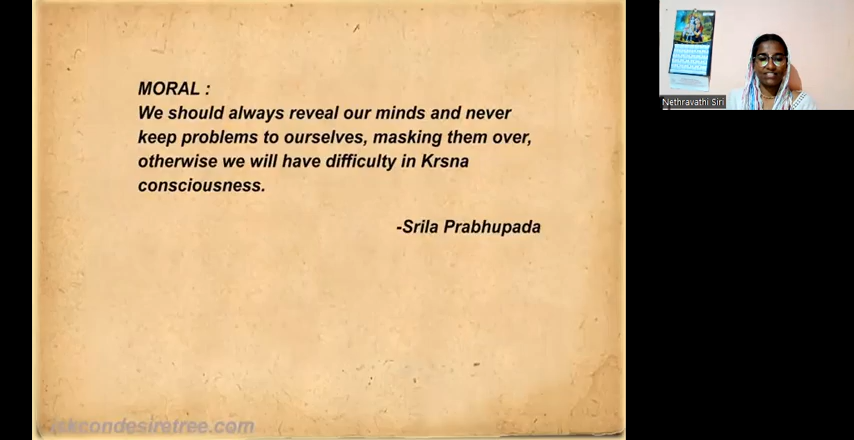 MORAL :
We should always reveal our minds and never
keep problems to ourselves, masking them over,
otherwise we will have difficulty in Krsna
consciousness.
-Srila Prabhupada
Nethravathi Siri
iskcondesiretree.com